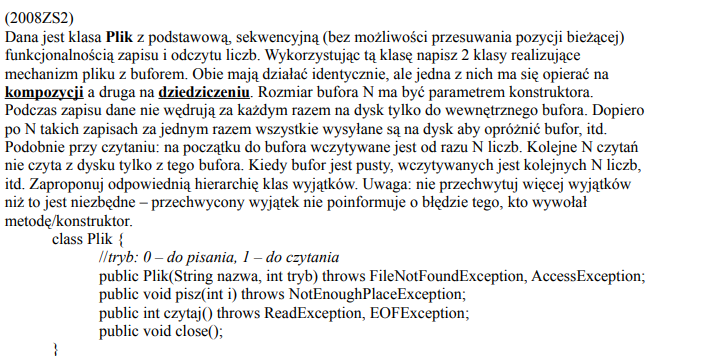 (2008ZS2)
Dana jest klasa Plik z podstawową, sekwencyjną (bez możliwości przesuwania pozycji bieżącej)
funkcjonalnością zapisu i odczytu liczb. Wykorzystując tą klasę napisz 2 klasy realizujące
mechanizm pliku z buforem. Obie mają działać identycznie, ale jedna z nich ma się opierać na
kompozycji a druga na dziedziczeniu. Rozmiar bufora N ma być parametrem konstruktora.
Podczas zapisu dane nie wędrują za każdym razem na dysk tylko do wewnętrznego bufora. Dopiero
po N takich zapisach za jednym razem wszystkie wysyłane są na dysk aby opróżnić bufor, itd.
Podobnie przy czytaniu: na początku do bufora wczytywane jest od razu N liczb. Kolejne N czytań
nie czyta z dysku tylko z tego bufora. Kiedy bufor jest pusty, wczytywanych jest kolejnych N liczb,
itd. Zaproponuj odpowiednią hierarchię klas wyjątków. Uwaga: nie przechwytuj więcej wyjątków
niż to jest niezbędne – przechwycony wyjątek nie poinformuje o błędzie tego, kto wywołał
metodę/konstruktor.
class Plik {
//tryb: 0 – do pisania, 1 – do czytania
public Plik(String nazwa, int tryb) throws FileNotFoundException, AccessException;
public void pisz(int i) throws NotEnoughPlaceException;
public int czytaj() throws ReadException, EOFException;
public void close();
}